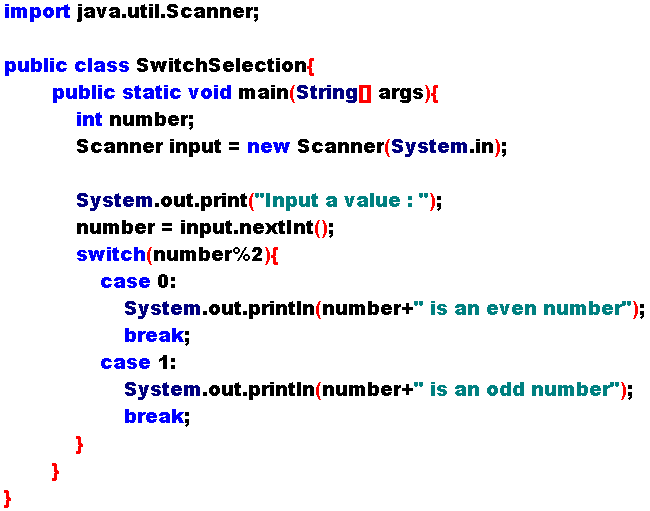 import java.util.Scanner;
public class SwitchSelection{
public static void main(String[] args){
int number;
Scanner input = new Scanner(System.in);
System.out.print("Input a value : ");
number = input.nextInt();
switch(number%2){
case 0:
System.out.println(number+" is an even number");
break;
case 1:
System.out.println(number+" is an odd number");
break;
}
}
}